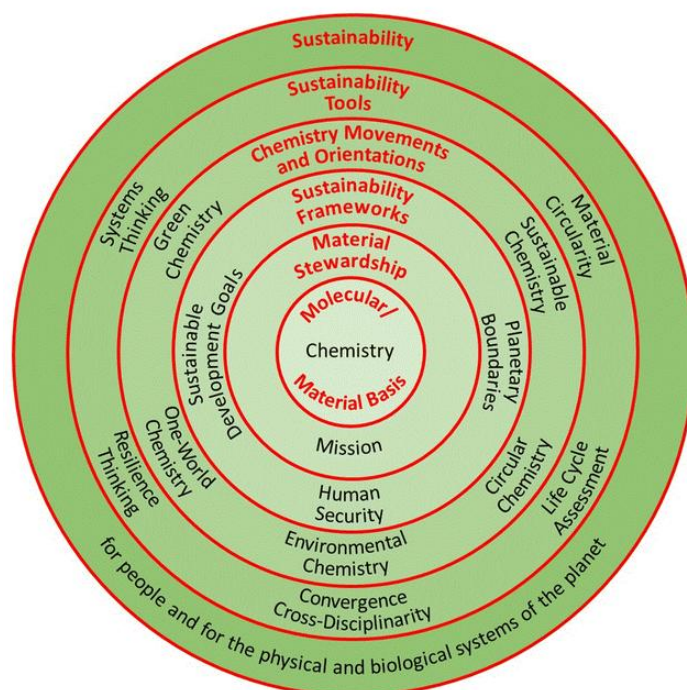 Sustainability
Sustainability
Tools
Chemistry Movements
and Orientations
Sustainability
Frameworks
Material
Stewardship
Molecular/
Chemistry
Material Basis
Mission
Human
Security
Sustainable
Development Goals
Planetary
Boundaries
Green
Chemistry
Sustainable
Chemistry
One-World
Chemistry
Circular
Chemistry
Environmental
Chemistry
Systems
Thinking
Material
Circularity
Resilience
Thinking
Life Cycle
Assessment
Convergence
Cross-Disciplinarity
for people and for the physical and biological systems of the planet